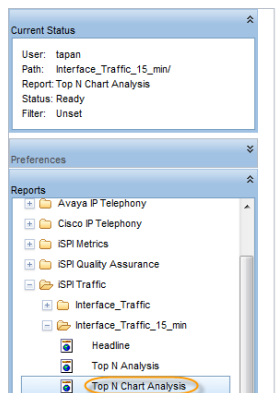 Current Status
User: tapan
Path: Interface_Traffic_15_min/
Report: Top N Chart Analysis
Status: Ready
Filter: Unset
Preferences
Reports
Avaya IP Telephony
Cisco IP Telephony
iSPI Metrics
iSPI Quality Assurance
iSPI Traffic
Interface_Traffic
Interface_Traffic_15_min
Headline
Top N Analysis
Top N Chart Analysis